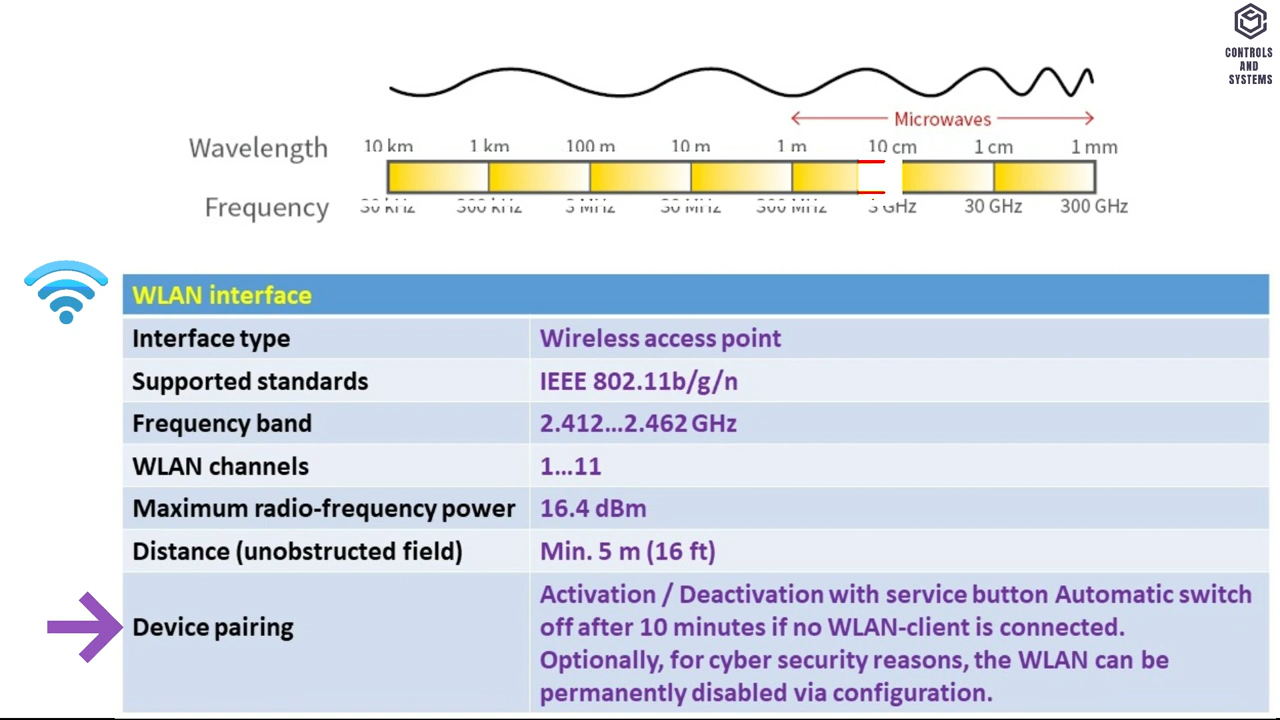 CONTROLS
AND
SYSTEMS
Microwaves
Wavelength 10 km 1 km 100 m 10 m 1 m 10 cm 1 cm 1 mm
Frequency 30 kHz 300 kHz 3 MHz 30 MHz 300 MHz 3 GHz 30 GHz 300 GHz
WLAN interface
Interface type Wireless access point
Supported standards IEEE 802.11b/g/n
Frequency band 2.412...2.462 GHz
WLAN channels 1...11
Maximum radio-frequency power 16.4 dBm
Distance (unobstructed field) Min. 5 m (16 ft)
Device pairing
Activation / Deactivation with service button Automatic switch
off after 10 minutes if no WLAN-client is connected.
Optionally, for cyber security reasons, the WLAN can be
permanently disabled via configuration.